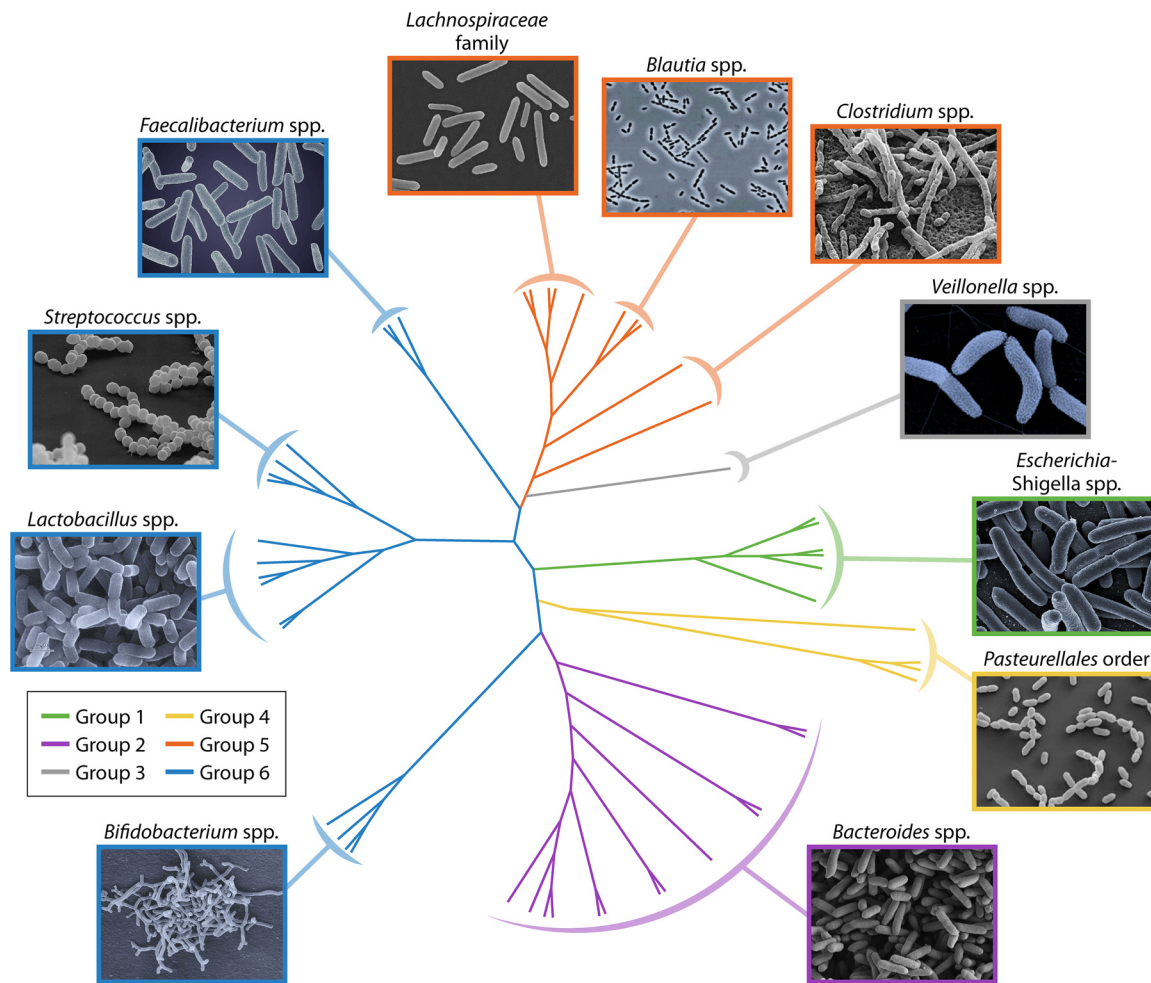 Lachnospiraceae
family
Blautia spp.
Clostridium spp.
Faecalibacterium spp.
Veillonella spp.
Streptococcus spp.
Escherichia-
Shigella spp.
Lactobacillus spp.
Pasteurellales order
Group 1
Group 2
Group 3
Group 4
Group 5
Group 6
Bifidobacterium spp.
Bacteroides spp.